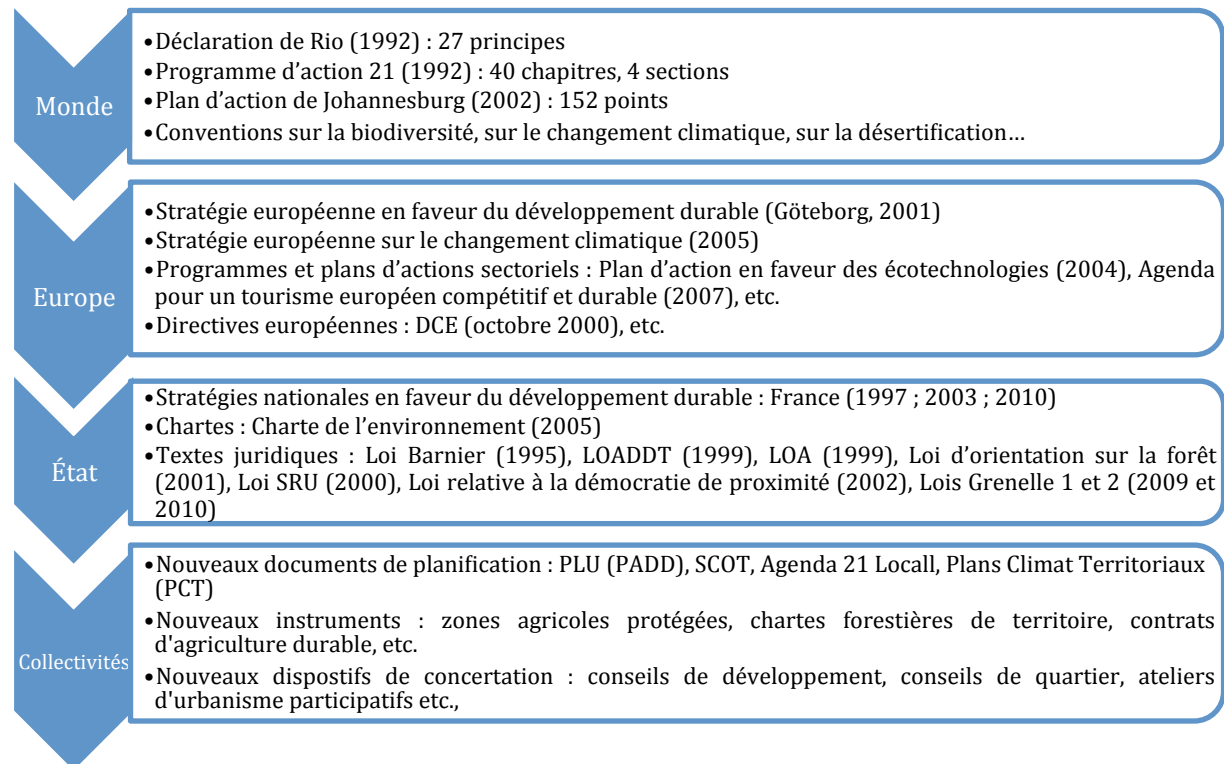 Monde
•Déclaration de Rio (1992) : 27 principes
•Programme d'action 21 (1992) : 40 chapitres, 4 sections
•Plan d'action de Johannesburg (2002) : 152 points
•Conventions sur la biodiversité, sur le changement climatique, sur la désertification…
Europe
•Stratégie européenne en faveur du développement durable (Göteborg, 2001)
•Stratégie européenne sur le changement climatique (2005)
•Programmes et plans d'actions sectoriels : Plan d'action en faveur des écotechnologies (2004), Agenda
pour un tourisme européen compétitif et durable (2007), etc.
•Directives européennes : DCE (octobre 2000), etc.
État
•Stratégies nationales en faveur du développement durable : France (1997 ; 2003 ; 2010)
•Chartes : Charte de l'environnement (2005)
•Textes juridiques : Loi Barnier (1995), LOADDT (1999), LOA (1999), Loi d'orientation sur la forêt
(2001), Loi SRU (2000), Loi relative à la démocratie de proximité (2002), Lois Grenelle 1 et 2 (2009 et
2010)
Collectivités
•Nouveaux documents de planification : PLU (PADD), SCOT, Agenda 21 Locall, Plans Climat Territoriaux
(PCT)
•Nouveaux instruments : zones agricoles protégées, chartes forestières de territoire, contrats
d'agriculture durable, etc.
•Nouveaux dispostifs de concertation : conseils de développement, conseils de quartier, ateliers
d'urbanisme participatifs etc.,